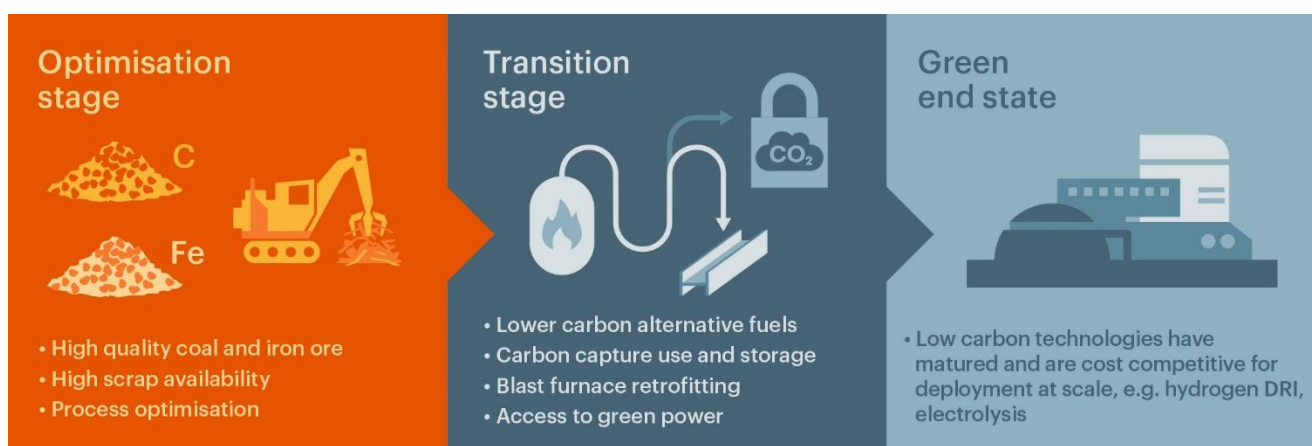 Optimisation
stage
C
Fe
• High quality coal and iron ore
• High scrap availability
• Process optimisation
Transition
stage
CO₂
• Lower carbon alternative fuels
• Carbon capture use and storage
• Blast furnace retrofitting
• Access to green power
Green
end state
• Low carbon technologies have
matured and are cost competitive for
deployment at scale, e.g. hydrogen DRI,
electrolysis